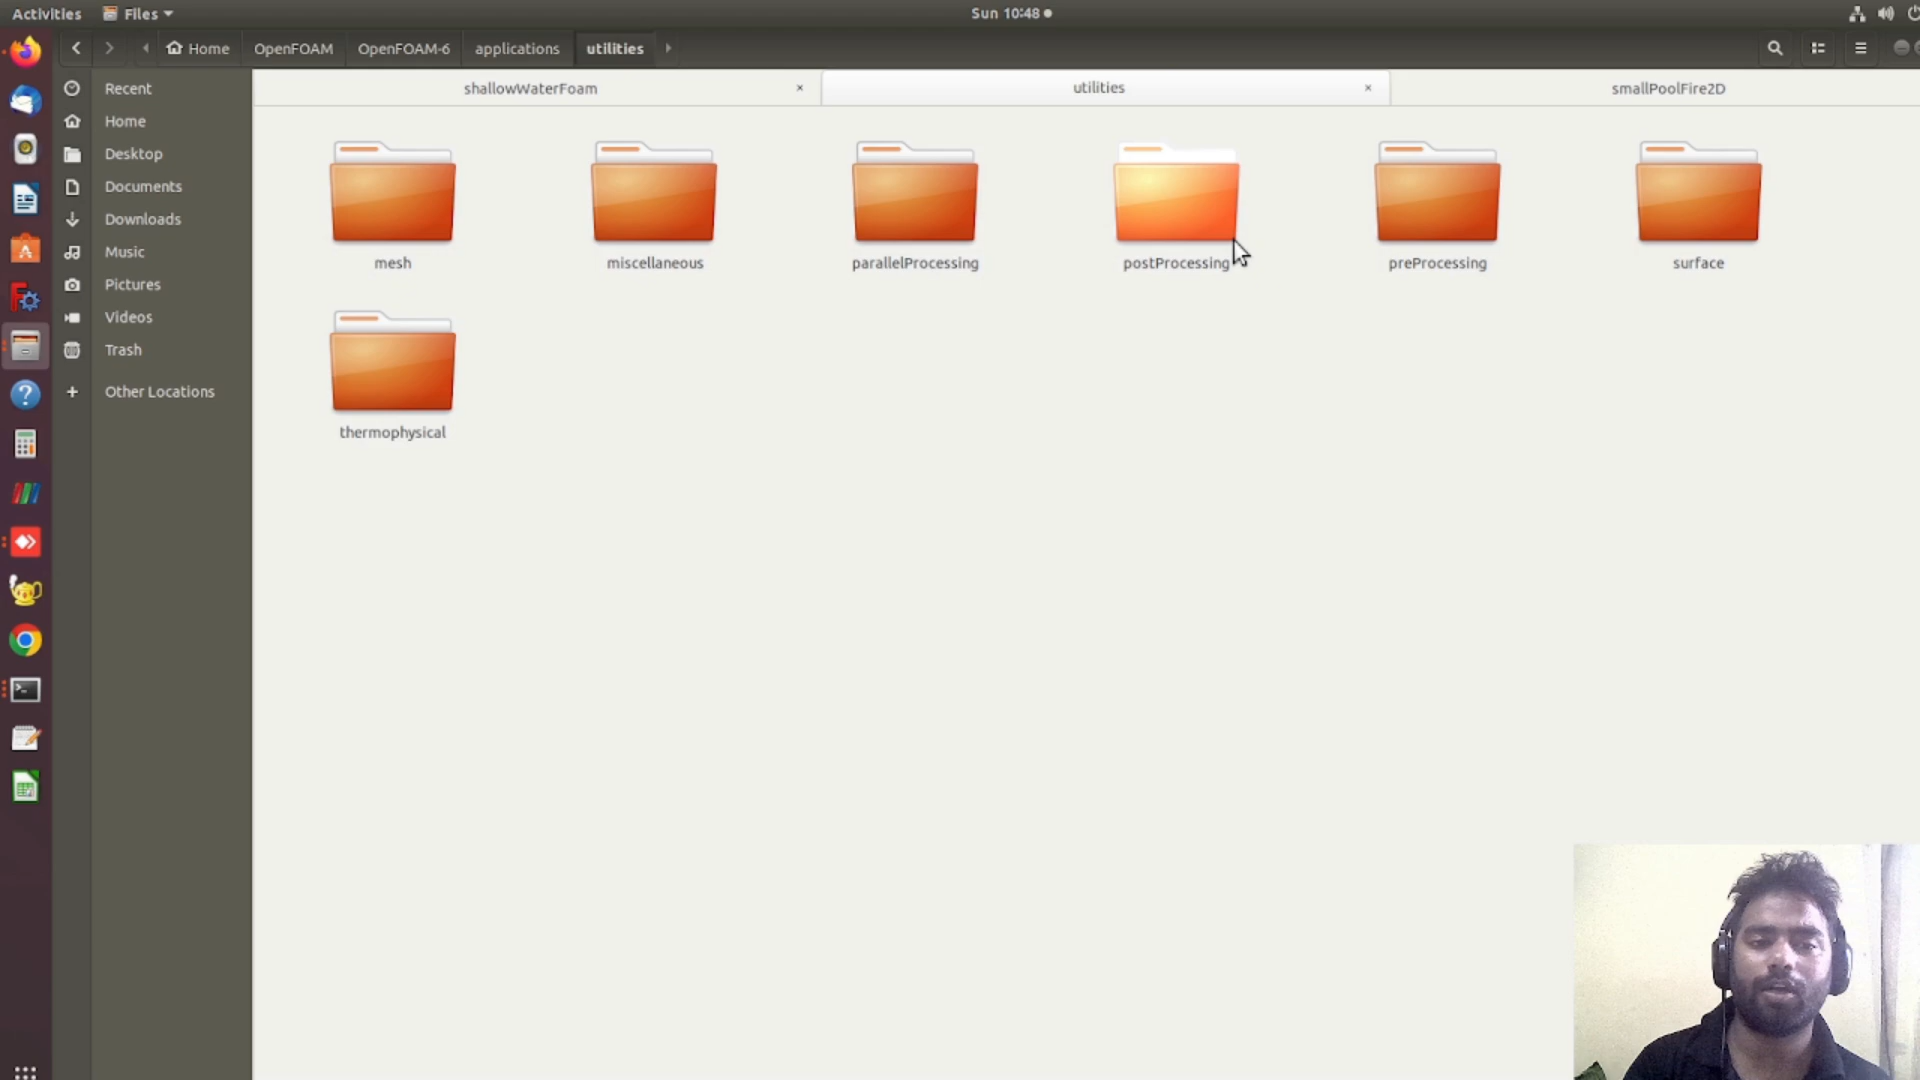 Activities Files Sun 10:48
Home OpenFOAM OpenFOAM-6 applications utilities
Recent
Home
Desktop
Documents
Downloads
Music
Pictures
Videos
Trash
Other Locations
shallowWaterFoam utilities smallPoolFire2D
mesh miscellaneous parallelProcessing postProcessing preProcessing surface
thermophysical